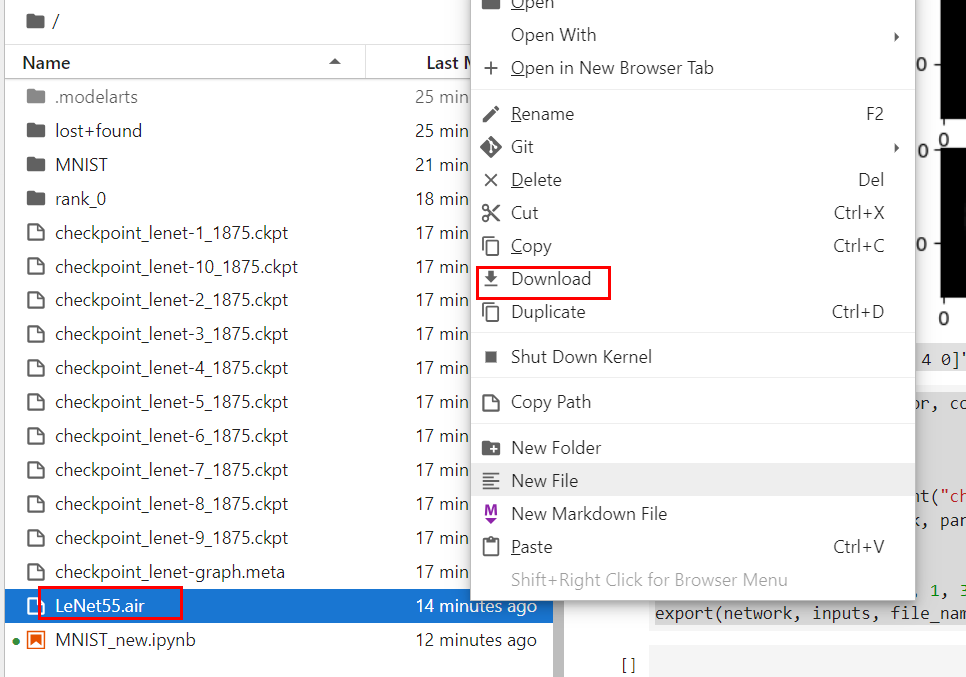 /
Name Last M
.modelarts 25 min
lost+found 25 min
MNIST 21 min
rank_0 18 min
checkpoint_lenet-1_1875.ckpt 17 min
checkpoint_lenet-10_1875.ckpt 17 min
checkpoint_lenet-2_1875.ckpt 17 min
checkpoint_lenet-3_1875.ckpt 17 min
checkpoint_lenet-4_1875.ckpt 17 min
checkpoint_lenet-5_1875.ckpt 17 min
checkpoint_lenet-6_1875.ckpt 17 min
checkpoint_lenet-7_1875.ckpt 17 min
checkpoint_lenet-8_1875.ckpt 17 min
checkpoint_lenet-9_1875.ckpt 17 min
checkpoint_lenet-graph.meta 17 min
LeNet55.air 14 minutes ago
MNIST_new.ipynb 12 minutes ago
Open
Open With
Open in New Browser Tab
Rename F2
Git
Delete Del
Cut Ctrl+X
Copy Ctrl+C
Download
Duplicate Ctrl+D
Shut Down Kernel
Copy Path
New Folder
New File
New Markdown File
Paste Ctrl+V
Shift+Right Click for Browser Menu
0
0
0
0
0
4 0]'
or, co
nt("ch
k, par
, 1, 3
export(network, inputs, file_nam
[ ]